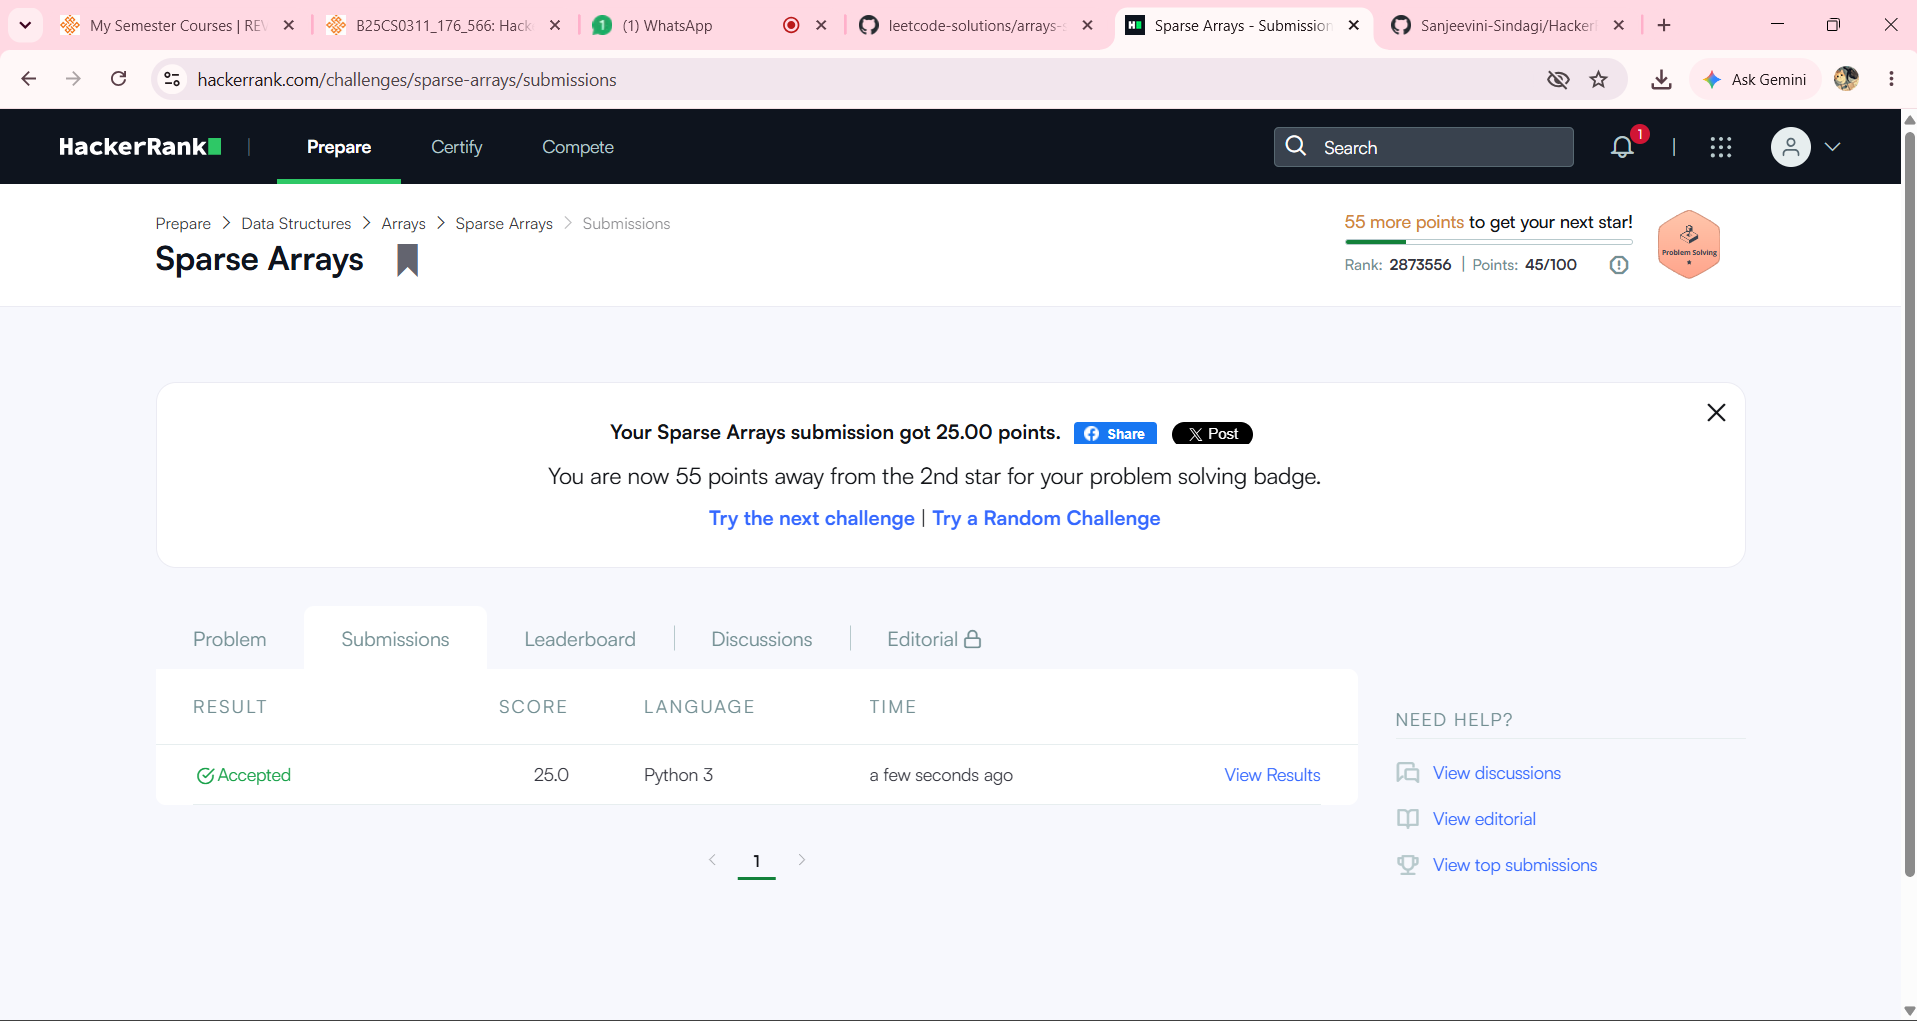 My Semester Courses | REV
B25CS0311_176_566: Hack
1
(1) WhatsApp
leetcode-solutions/arrays-s
Sparse Arrays - Submission
Sanjeevini-Sindagi/Hacker
hackerrank.com/challenges/sparse-arrays/submissions
Ask Gemini
HackerRank
Prepare
Certify
Compete
Search
1
Prepare > Data Structures > Arrays > Sparse Arrays > Submissions
Sparse Arrays
55 more points to get your next star!
Rank: 2873556 | Points: 45/100
Problem Solving
Your Sparse Arrays submission got 25.00 points.
Share
X Post
You are now 55 points away from the 2nd star for your problem solving badge.
Try the next challenge | Try a Random Challenge
Problem
Submissions
Leaderboard
Discussions
Editorial
RESULT SCORE LANGUAGE TIME
Accepted 25.0 Python 3 a few seconds ago View Results
1
NEED HELP?
View discussions
View editorial
View top submissions